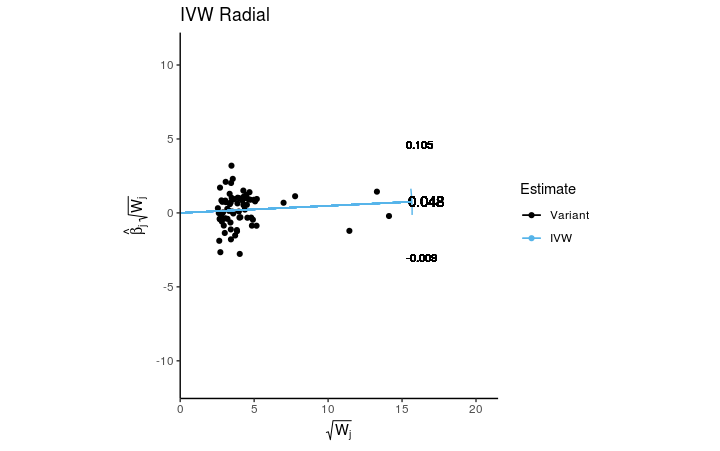 IVW Radial
10
5
0
-5
-10
β̂j√Wj
0
5
10
15
20
√Wj
0.105
0.048
-0.009
Estimate
Variant
IVW